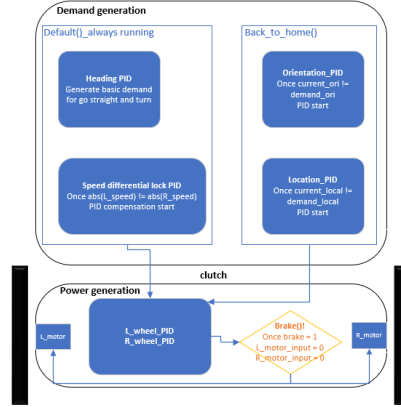 Demand generation
Default()_always running
Back_to_home()
Heading PID
Generate basic demand
for go straight and turn
Orientation_PID
Once current_ori !=
demand_ori
PID start
Speed differential lock PID
Once abs(L_speed) != abs(R_speed)
PID compensation start
Location_PID
Once current_local !=
demand_local
PID start
clutch
Power generation
L_motor
L_wheel_PID
R_wheel_PID
Brake()!
Once brake = 1
L_motor_input = 0
R_motor_input = 0
R_motor